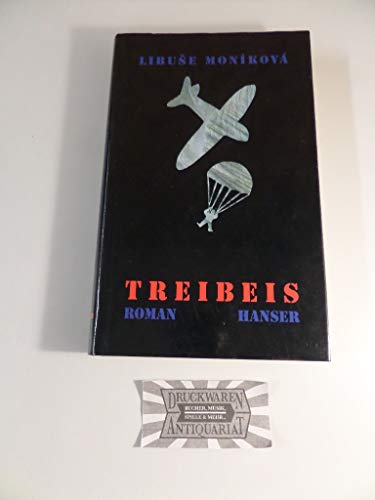 LIBUŠE MONÍKOVÁ
TREIBEIS
ROMAN HANSER
DRUCKWAREN
BÜCHER, MUSIK,
SPIELE & MEHR...
ANTIQUARIAT